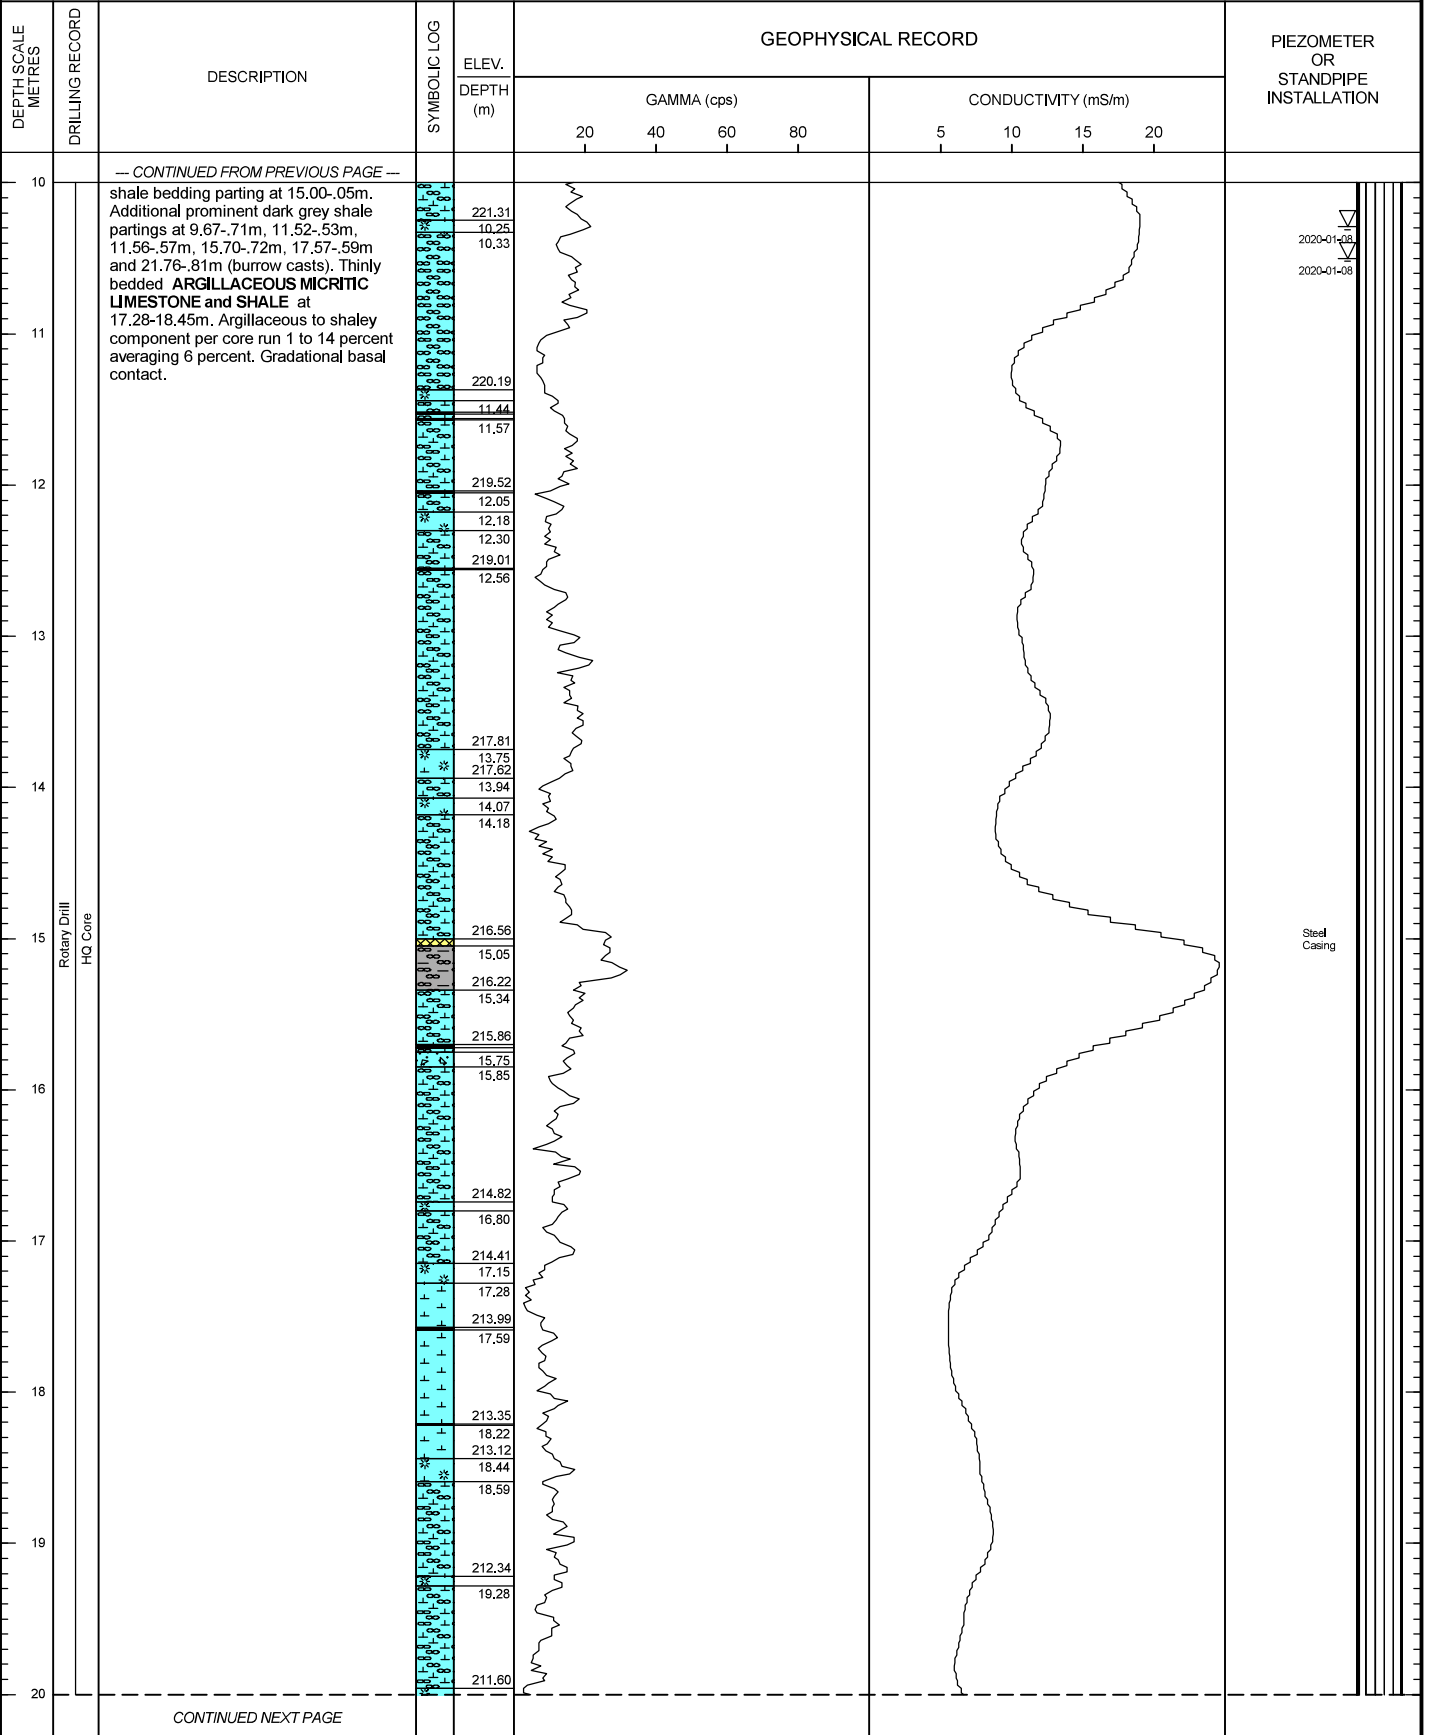 DEPTH SCALE
METRES
DRILLING RECORD
DESCRIPTION
SYMBOLIC LOG
ELEV.
DEPTH
(m)
GEOPHYSICAL RECORD
GAMMA (cps)
20 40 60 80
CONDUCTIVITY (mS/m)
5 10 15 20
PIEZOMETER
OR
STANDPIPE
INSTALLATION
--- CONTINUED FROM PREVIOUS PAGE ---
shale bedding parting at 15.00-.05m.
Additional prominent dark grey shale
partings at 9.67-.71m, 11.52-.53m,
11.56-.57m, 15.70-.72m, 17.57-.59m
and 21.76-.81m (burrow casts). Thinly
bedded ARGILLACEOUS MICRITIC
LIMESTONE and SHALE at
17.28-18.45m. Argillaceous to shaley
component per core run 1 to 14 percent
averaging 6 percent. Gradational basal
contact.
10
11
12
13
14
15
16
17
18
19
20
Rotary Drill
HQ Core
221.31
10.25
10.33
220.19
11.44
11.57
219.52
12.05
12.18
12.30
219.01
12.56
217.81
13.75
217.62
13.94
14.07
14.18
216.56
15.05
216.22
15.34
215.86
15.75
15.85
214.82
16.80
214.41
17.15
17.28
213.99
17.59
213.35
18.22
213.12
18.44
18.59
212.34
19.28
211.60
2020-01-08
2020-01-08
Steel
Casing
CONTINUED NEXT PAGE